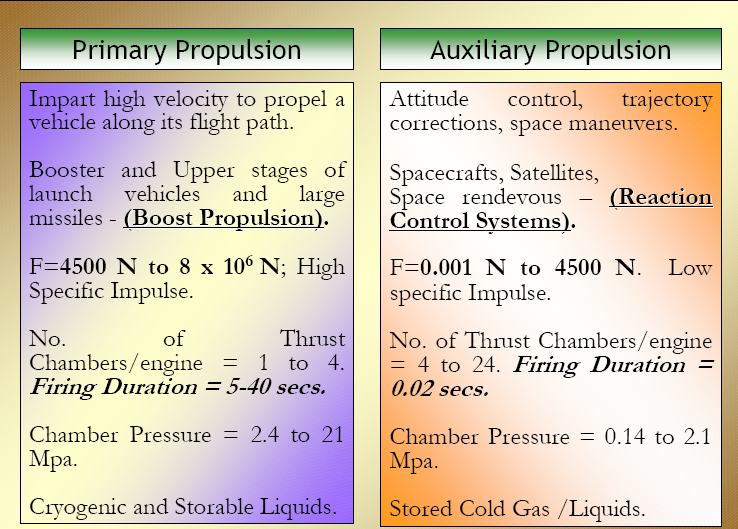 Primary Propulsion
Impart high velocity to propel a
vehicle along its flight path.
Booster and Upper stages of
launch vehicles and large
missiles - (Boost Propulsion).
F=4500 N to 8 x 10⁶ N; High
Specific Impulse.
No. of Thrust
Chambers/engine = 1 to 4.
Firing Duration = 5-40 secs.
Chamber Pressure = 2.4 to 21
Mpa.
Cryogenic and Storable Liquids.
Auxiliary Propulsion
Attitude control, trajectory
corrections, space maneuvers.
Spacecrafts, Satellites,
Space rendevous – (Reaction
Control Systems).
F=0.001 N to 4500 N. Low
specific Impulse.
No. of Thrust Chambers/engine
= 4 to 24. Firing Duration =
0.02 secs.
Chamber Pressure = 0.14 to 2.1
Mpa.
Stored Cold Gas /Liquids.